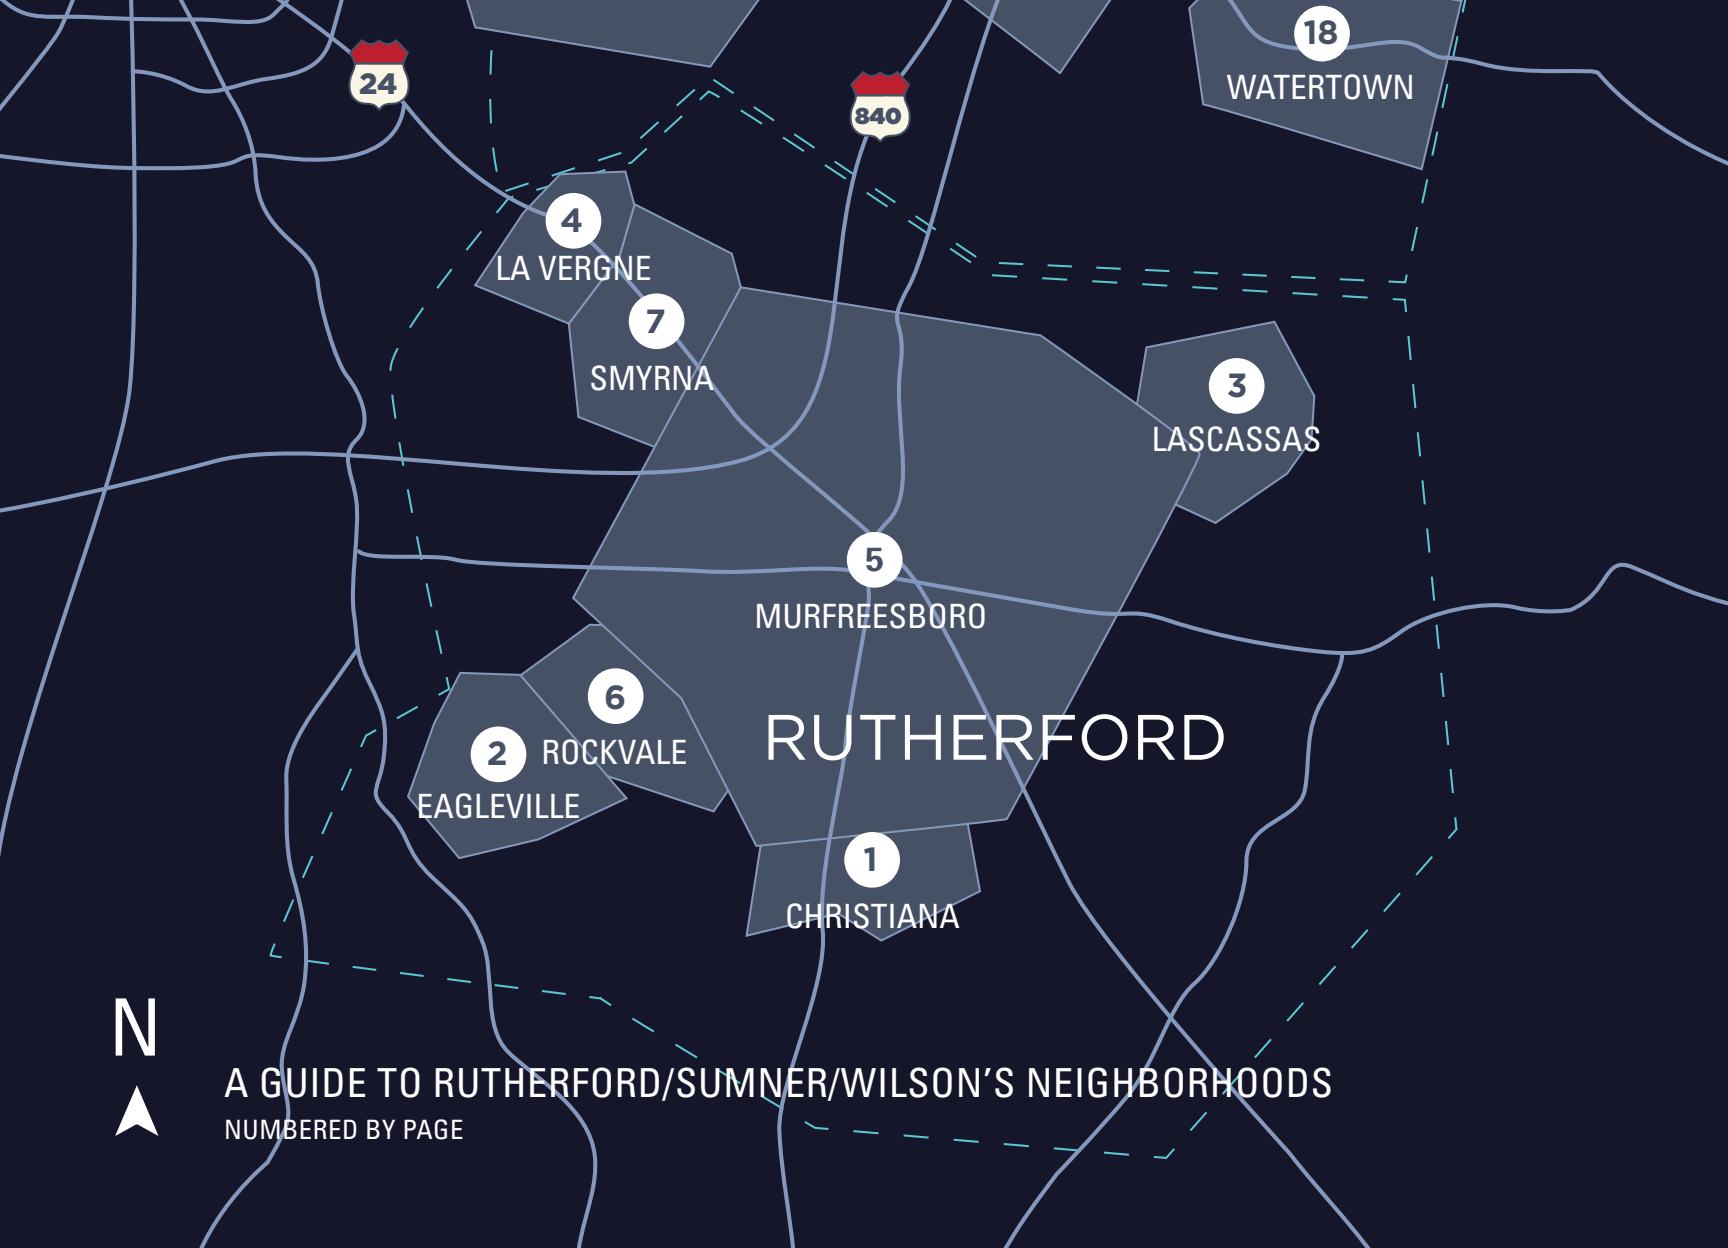 18
WATERTOWN
24
840
4
LA VERGNE
7
SMYRNA
3
LASCASSAS
5
MURFREESBORO
6
ROCKVALE
2
EAGLEVILLE
RUTHERFORD
1
CHRISTIANA
N
A GUIDE TO RUTHERFORD/SUMNER/WILSON’S NEIGHBORHOODS
NUMBERED BY PAGE